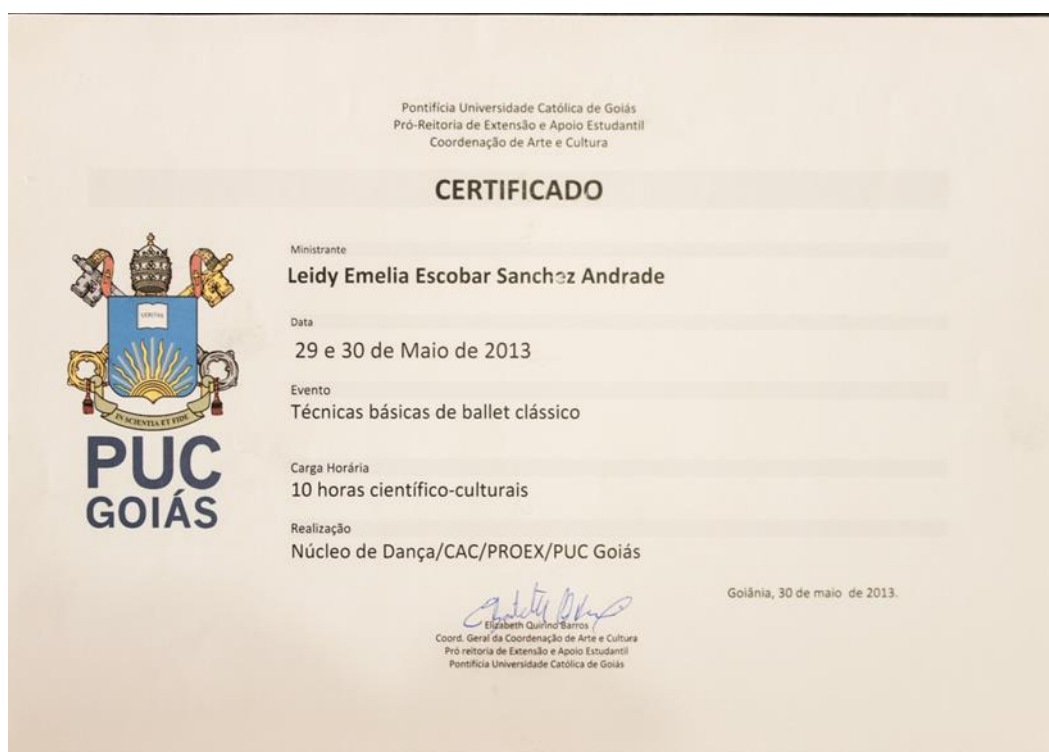 Pontifícia Universidade Católica de Goiás
Pró-Reitoria de Extensão e Apoio Estudantil
Coordenação de Arte e Cultura
CERTIFICADO
Ministrante
Leidy Emelia Escobar Sanchez Andrade
Data
29 e 30 de Maio de 2013
Evento
Técnicas básicas de ballet clássico
Carga Horária
10 horas científico-culturais
Realização
Núcleo de Dança/CAC/PROEX/PUC Goiás
VERITAS
IN SCIENTIA ET FIDE
PUC
GOIÁS
Goiânia, 30 de maio de 2013.
Elizabeth Quirino Barros
Coord. Geral da Coordenação de Arte e Cultura
Pró reitoria de Extensão e Apoio Estudantil
Pontifícia Universidade Católica de Goiás